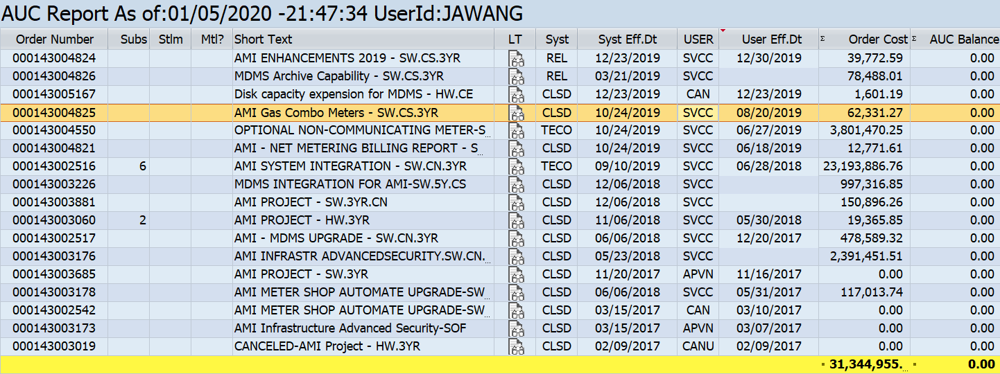 AUC Report As of:01/05/2020 -21:47:34 UserId:JAWANG
Order Number Subs Stlm Mtl? Short Text LT Syst Syst Eff.Dt USER User Eff.Dt Σ Order Cost Σ AUC Balance
000143004824 AMI ENHANCEMENTS 2019 - SW.CS.3YR REL 12/23/2019 SVCC 12/30/2019 39,772.59 0.00
000143004826 MDMS Archive Capability - SW.CS.3YR REL 03/21/2019 SVCC 78,488.01 0.00
000143005167 Disk capacity expension for MDMS - HW.CE CLSD 12/23/2019 CAN 12/23/2019 1,601.19 0.00
000143004825 AMI Gas Combo Meters - SW.CS.3YR CLSD 10/24/2019 SVCC 08/20/2019 62,331.27 0.00
000143004550 OPTIONAL NON-COMMUNICATING METER-S... TECO 10/24/2019 SVCC 06/27/2019 3,801,470.25 0.00
000143004821 AMI - NET METERING BILLING REPORT - S... CLSD 10/24/2019 SVCC 06/18/2019 12,771.61 0.00
000143002516 6 AMI SYSTEM INTEGRATION - SW.CN.3YR TECO 09/10/2019 SVCC 06/28/2018 23,193,886.76 0.00
000143003226 MDMS INTEGRATION FOR AMI-SW.5Y.CS CLSD 12/06/2018 SVCC 997,316.85 0.00
000143003881 AMI PROJECT - SW.3YR.CN CLSD 12/06/2018 SVCC 150,896.26 0.00
000143003060 2 AMI PROJECT - HW.3YR CLSD 11/06/2018 SVCC 05/30/2018 19,365.85 0.00
000143002517 AMI - MDMS UPGRADE - SW.CN.3YR CLSD 06/06/2018 SVCC 12/20/2017 478,589.32 0.00
000143003176 AMI INFRASTR ADVANCEDSECURITY.SW.CN.... CLSD 05/23/2018 SVCC 2,391,451.51 0.00
000143003685 AMI PROJECT - SW.3YR CLSD 11/20/2017 APVN 11/16/2017 0.00 0.00
000143003178 AMI METER SHOP AUTOMATE UPGRADE-SW... CLSD 06/06/2018 SVCC 05/31/2017 117,013.74 0.00
000143002542 AMI METER SHOP AUTOMATE UPGRADE-SW... CLSD 03/15/2017 CAN 03/10/2017 0.00 0.00
000143003173 AMI Infrastructure Advanced Security-SOF CLSD 03/15/2017 APVN 03/07/2017 0.00 0.00
000143003019 CANCELED-AMI Project - HW.3YR CLSD 02/09/2017 CANU 02/09/2017 0.00 0.00
31,344,955.... 0.00